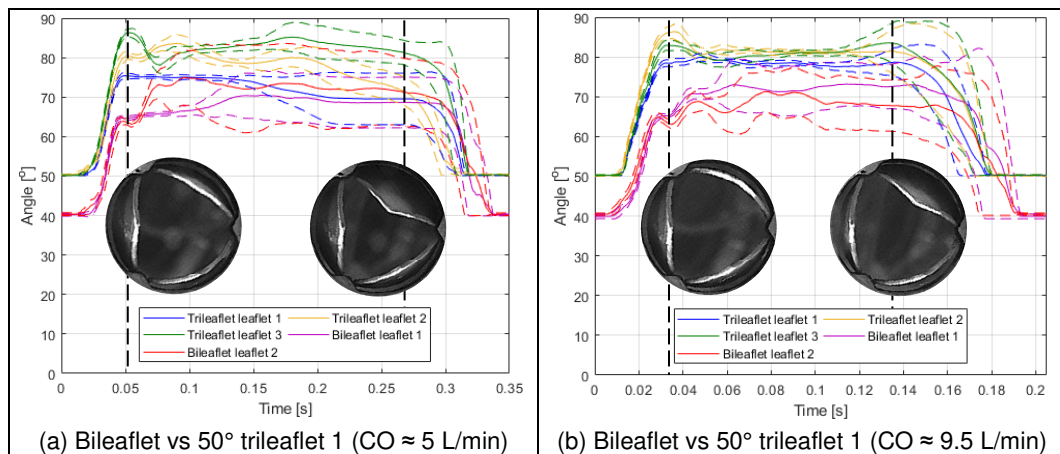 90
80
70
60
50
40
30
20
10
0
Angle [°]
0
0.05
0.1
0.15
0.2
0.25
0.3
0.35
Time [s]
Trileaflet leaflet 1
Trileaflet leaflet 2
Trileaflet leaflet 3
Bileaflet leaflet 1
Bileaflet leaflet 2
(a) Bileaflet vs 50° trileaflet 1 (CO ≈ 5 L/min)
90
80
70
60
50
40
30
20
10
0
Angle [°]
0
0.02
0.04
0.06
0.08
0.1
0.12
0.14
0.16
0.18
0.2
Time [s]
Trileaflet leaflet 1
Trileaflet leaflet 2
Trileaflet leaflet 3
Bileaflet leaflet 1
Bileaflet leaflet 2
(b) Bileaflet vs 50° trileaflet 1 (CO ≈ 9.5 L/min)